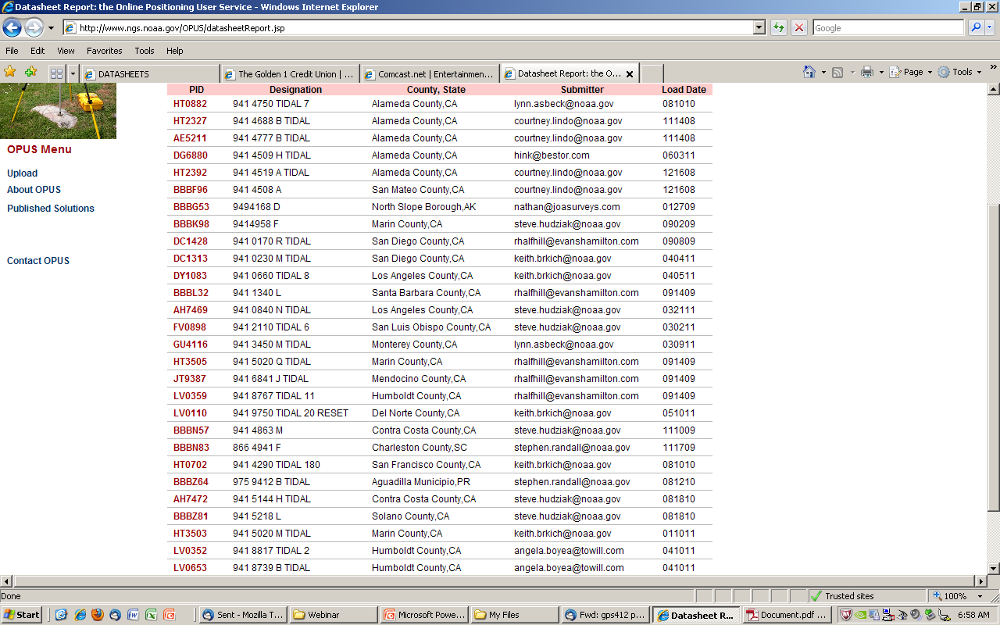 Datasheet Report: the Online Positioning User Service - Windows Internet Explorer
http://www.ngs.noaa.gov/OPUS/datasheetReport.jsp
Google
File Edit View Favorites Tools Help
DATASHEETS
The Golden 1 Credit Union | ...
Comcast.net | Entertainmen...
Datasheet Report: the O...
Page
Tools
PID Designation County, State Submitter Load Date
HT0882 941 4750 TIDAL 7 Alameda County,CA lynn.asbeck@noaa.gov 081010
HT2327 941 4688 B TIDAL Alameda County,CA courtney.lindo@noaa.gov 111408
AE5211 941 4777 B TIDAL Alameda County,CA courtney.lindo@noaa.gov 111408
DG6880 941 4509 H TIDAL Alameda County,CA hink@bestor.com 060311
HT2392 941 4519 A TIDAL Alameda County,CA courtney.lindo@noaa.gov 121608
BBBF96 941 4508 A San Mateo County,CA courtney.lindo@noaa.gov 121608
BBBG53 9494168 D North Slope Borough,AK nathan@joasurveys.com 012709
BBBK98 9414958 F Marin County,CA steve.hudziak@noaa.gov 090209
DC1428 941 0170 R TIDAL San Diego County,CA rhalfhill@evanshamilton.com 090809
DC1313 941 0230 M TIDAL San Diego County,CA keith.brkich@noaa.gov 040411
DY1083 941 0660 TIDAL 8 Los Angeles County,CA keith.brkich@noaa.gov 040511
BBBL32 941 1340 L Santa Barbara County,CA rhalfhill@evanshamilton.com 091409
AH7469 941 0840 N TIDAL Los Angeles County,CA steve.hudziak@noaa.gov 032111
FV0898 941 2110 TIDAL 6 San Luis Obispo County,CA steve.hudziak@noaa.gov 030211
GU4116 941 3450 M TIDAL Monterey County,CA lynn.asbeck@noaa.gov 030911
HT3505 941 5020 Q TIDAL Marin County,CA rhalfhill@evanshamilton.com 091409
JT9387 941 6841 J TIDAL Mendocino County,CA rhalfhill@evanshamilton.com 091409
LV0359 941 8767 TIDAL 11 Humboldt County,CA rhalfhill@evanshamilton.com 091409
LV0110 941 9750 TIDAL 20 RESET Del Norte County,CA keith.brkich@noaa.gov 051011
BBBN57 941 4863 M Contra Costa County,CA steve.hudziak@noaa.gov 111009
BBBN83 866 4941 F Charleston County,SC stephen.randall@noaa.gov 111709
HT0702 941 4290 TIDAL 180 San Francisco County,CA keith.brkich@noaa.gov 081010
BBBZ64 975 9412 B TIDAL Aguadilla Municipio,PR stephen.randall@noaa.gov 081210
AH7472 941 5144 H TIDAL Contra Costa County,CA steve.hudziak@noaa.gov 081810
BBBZ81 941 5218 L Solano County,CA steve.hudziak@noaa.gov 081810
HT3503 941 5020 M TIDAL Marin County,CA keith.brkich@noaa.gov 011011
LV0352 941 8817 TIDAL 2 Humboldt County,CA angela.boyea@towill.com 041011
LV0653 941 8739 B TIDAL Humboldt County,CA angela.boyea@towill.com 041011
OPUS Menu
Upload
About OPUS
Published Solutions
Contact OPUS
Done
Trusted sites
100%
Start
Sent - Mozilla T...
Webinar
Microsoft Powe...
My Files
Fwd: gps412 p...
Datasheet R...
Document.pdf ...
6:58 AM